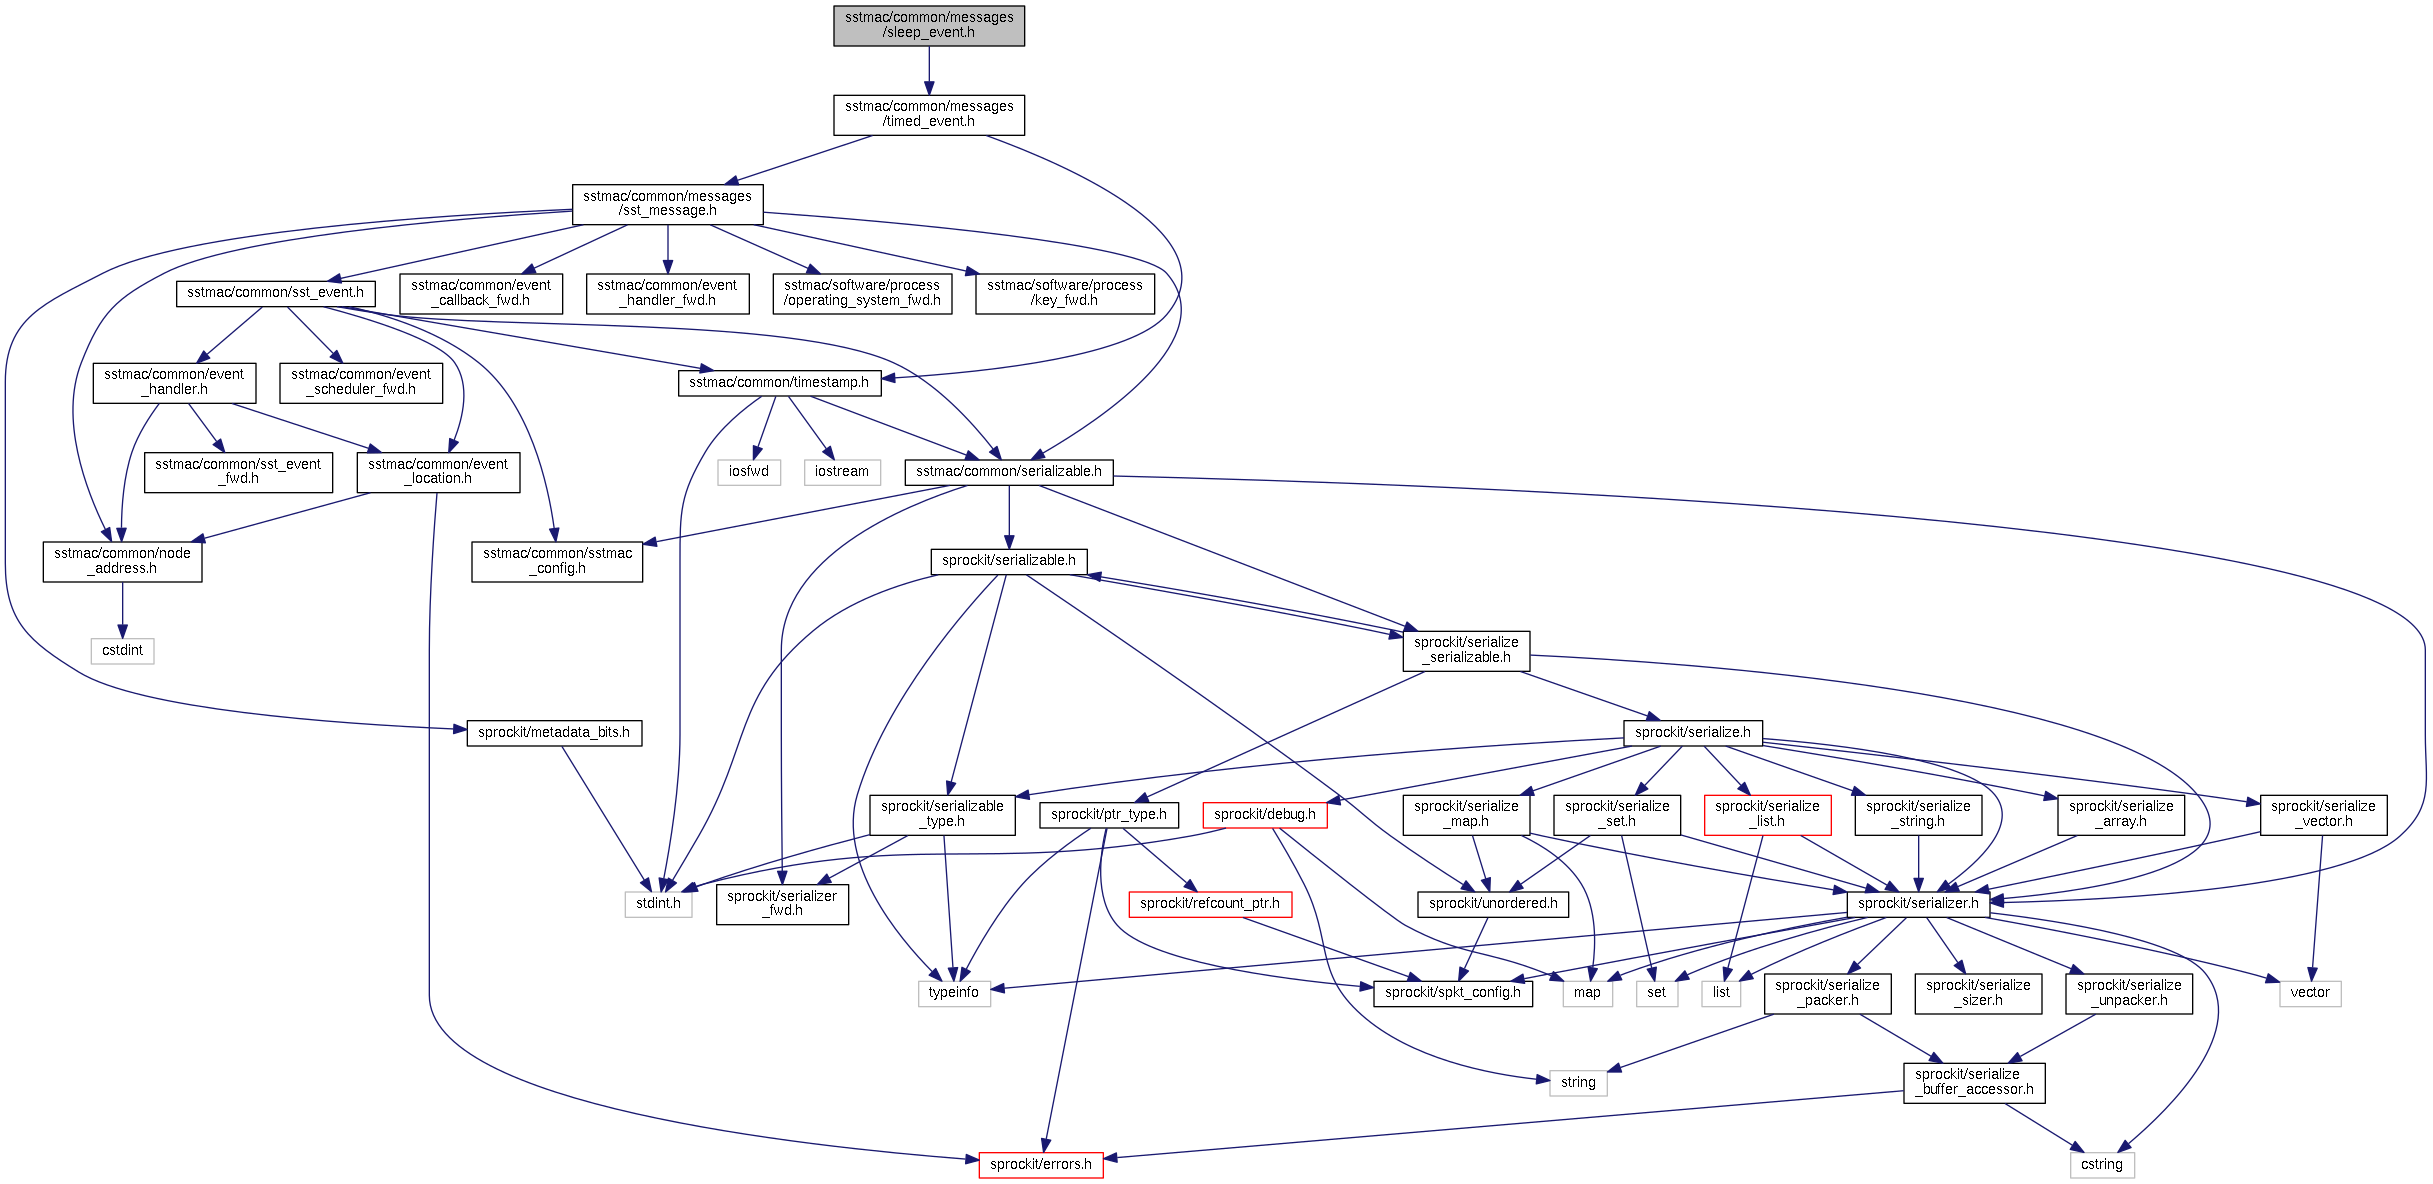 sstmac/common/messages
/sleep_event.h
sstmac/common/messages
/timed_event.h
sstmac/common/messages
/sst_message.h
sstmac/common/sst_event.h
sstmac/common/event
_callback_fwd.h
sstmac/common/event
_handler_fwd.h
sstmac/software/process
/operating_system_fwd.h
sstmac/software/process
/key_fwd.h
sstmac/common/event
_handler.h
sstmac/common/event
_scheduler_fwd.h
sstmac/common/timestamp.h
sstmac/common/sst_event
_fwd.h
sstmac/common/event
_location.h
iosfwd
iostream
sstmac/common/serializable.h
sstmac/common/node
_address.h
sstmac/common/sstmac
_config.h
sprockit/serializable.h
cstdint
sprockit/serialize
_serializable.h
sprockit/metadata_bits.h
sprockit/serialize.h
sprockit/serializable
_type.h
sprockit/ptr_type.h
sprockit/debug.h
sprockit/serialize
_map.h
sprockit/serialize
_set.h
sprockit/serialize
_list.h
sprockit/serialize
_string.h
sprockit/serialize
_array.h
sprockit/serialize
_vector.h
stdint.h
sprockit/serializer
_fwd.h
sprockit/refcount_ptr.h
sprockit/unordered.h
sprockit/serializer.h
typeinfo
sprockit/spkt_config.h
map
set
list
sprockit/serialize
_packer.h
sprockit/serialize
_sizer.h
sprockit/serialize
_unpacker.h
vector
string
sprockit/serialize
_buffer_accessor.h
sprockit/errors.h
cstring